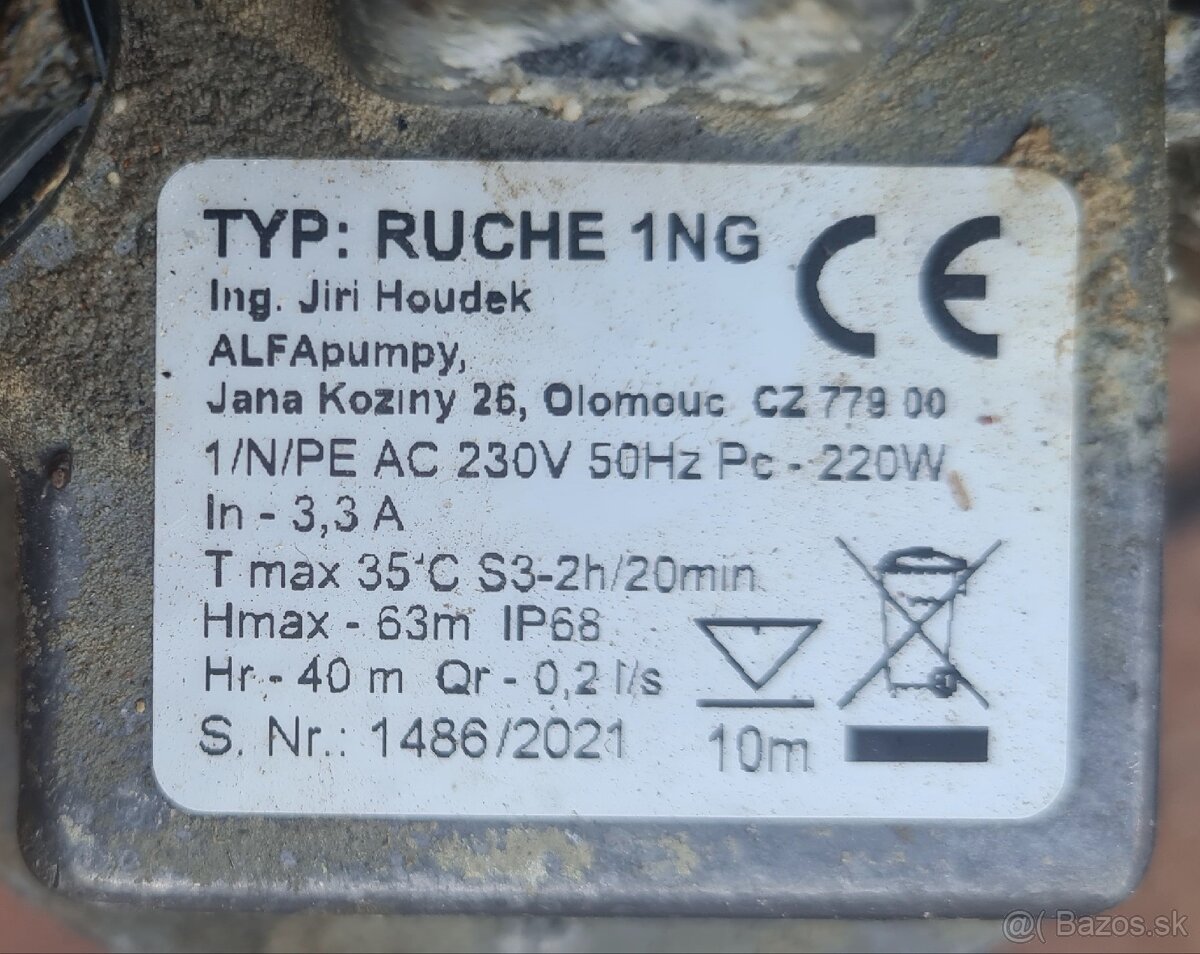 TYP: RUCHE 1NG
CE
Ing. Jiri Houdek
ALFApumpy,
Jana Koziny 26, Olomouc CZ 779 00
1/N/PE AC 230V 50Hz Pc - 220W
In - 3,3 A
T max 35°C S3-2h/20min
Hmax - 63m IP68
Hr - 40 m Qr - 0,2 l/s
S. Nr.: 1486/2021
10m
@( Bazos.sk